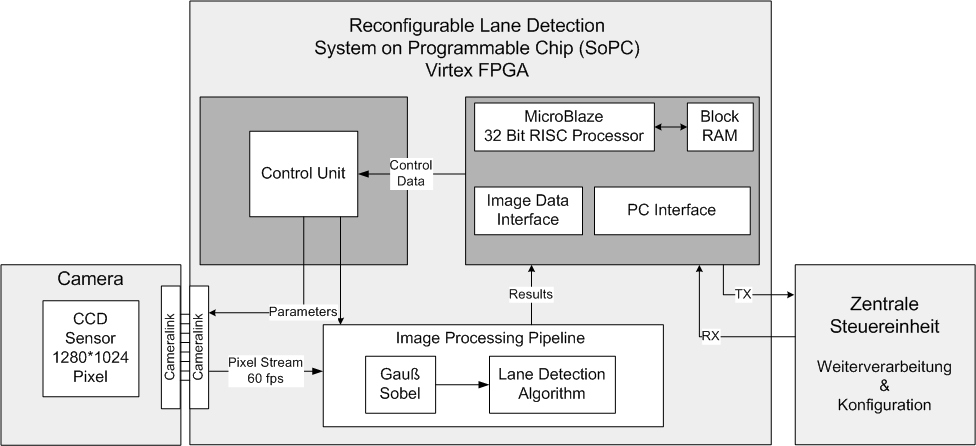 Reconfigurable Lane Detection
System on Programmable Chip (SoPC)
Virtex FPGA
MicroBlaze
32 Bit RISC Processor
Block
RAM
Control Unit
Control
Data
Image Data
Interface
PC Interface
Camera
CCD
Sensor
1280*1024
Pixel
Cameralink
Cameralink
Parameters
Results
TX
RX
Zentrale
Steuereinheit
Weiterverarbeitung
&
Konfiguration
Pixel Stream
60 fps
Image Processing Pipeline
Gauß
Sobel
Lane Detection
Algorithm